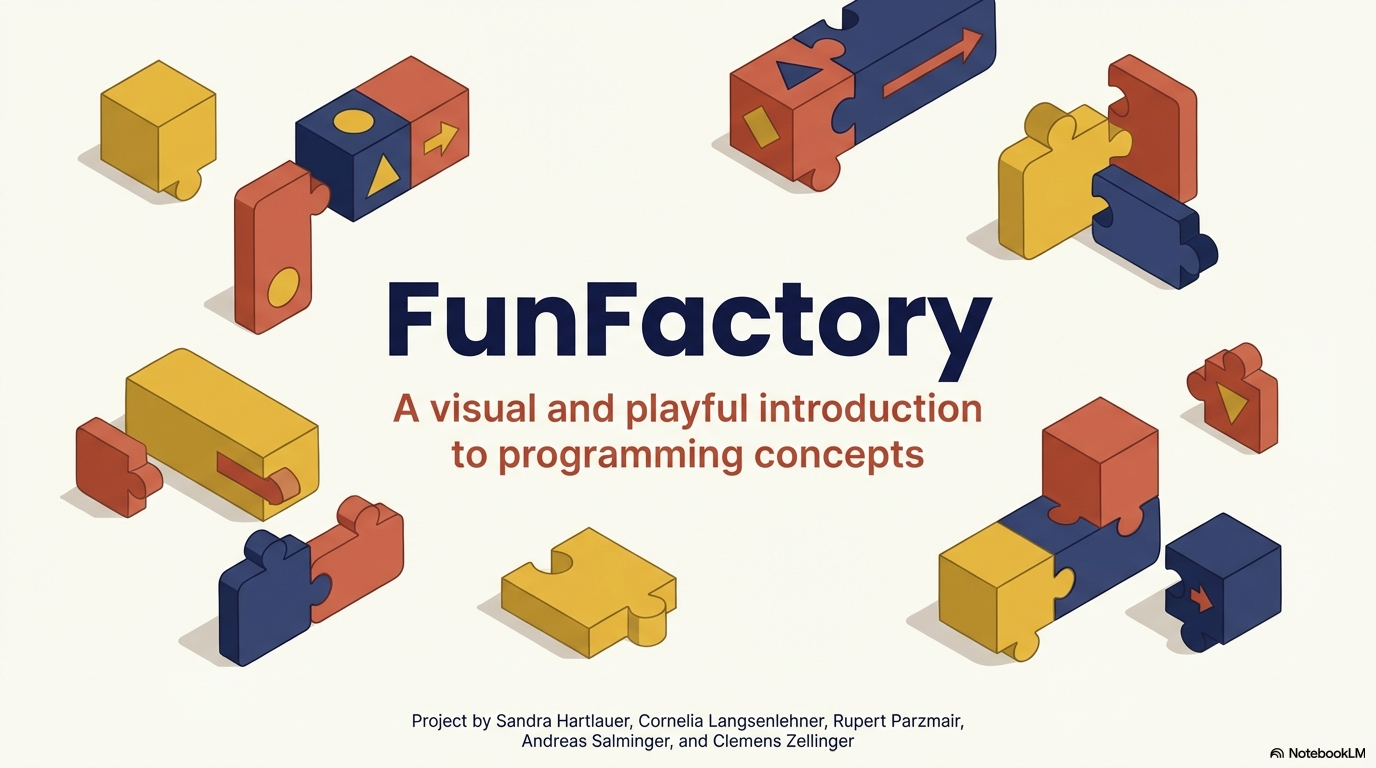 FunFactory
A visual and playful introduction
to programming concepts
Project by Sandra Hartlauer, Cornelia Langsenlehner, Rupert Parzmair,
Andreas Salminger, and Clemens Zellinger
NotebookLM